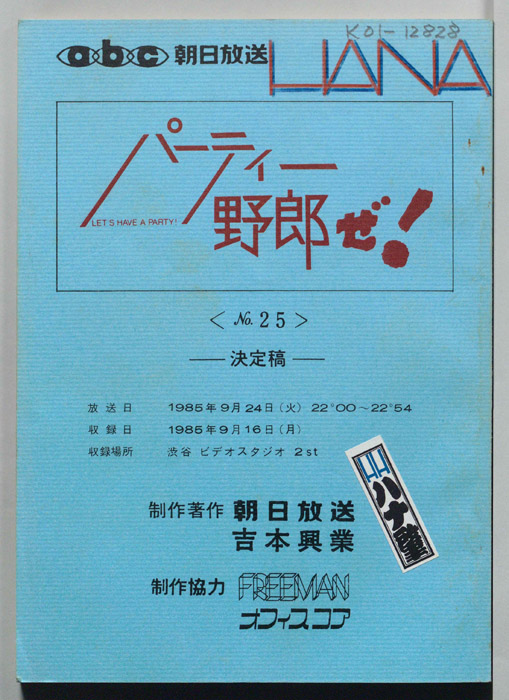 K01-12828
abc 朝日放送 HANA
パーティー
LET'S HAVE A PARTY!
野郎ぜ!
< No.25 >
── 決定稿 ──
放送日 1985年9月24日(火) 22°00~22°54
収録日 1985年9月16日(月)
収録場所 渋谷 ビデオスタジオ 2st
制作著作 朝日放送
吉本興業
制作協力 FREEMAN
オフィスコア
ハナ肇